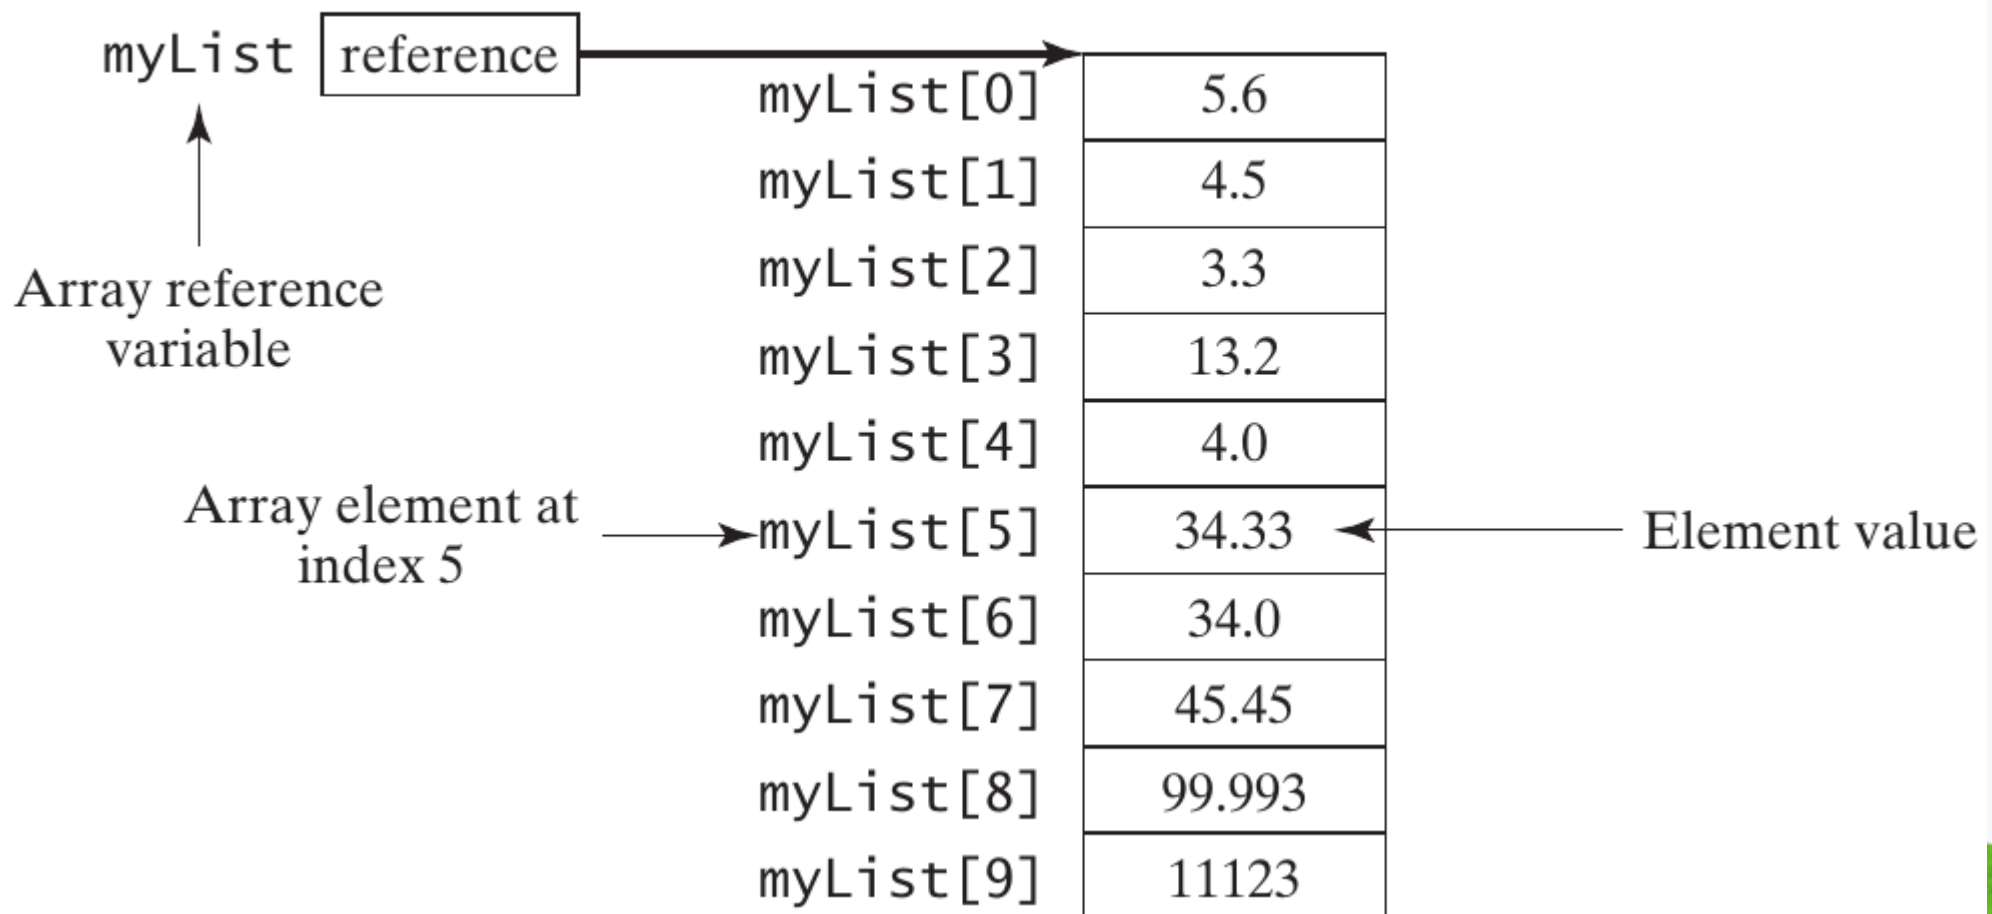 myList reference
myList[0] 5.6
myList[1] 4.5
myList[2] 3.3
Array reference
variable
myList[3] 13.2
myList[4] 4.0
Array element at
index 5
myList[5] 34.33 Element value
myList[6] 34.0
myList[7] 45.45
myList[8] 99.993
myList[9] 11123